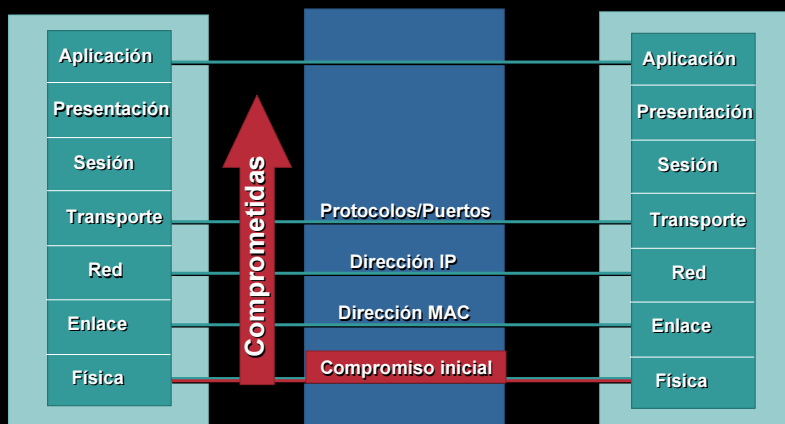 Aplicación
Presentación
Sesión
Transporte
Red
Enlace
Física
Comprometidas
Protocolos/Puertos
Dirección IP
Dirección MAC
Compromiso inicial
Aplicación
Presentación
Sesión
Transporte
Red
Enlace
Física